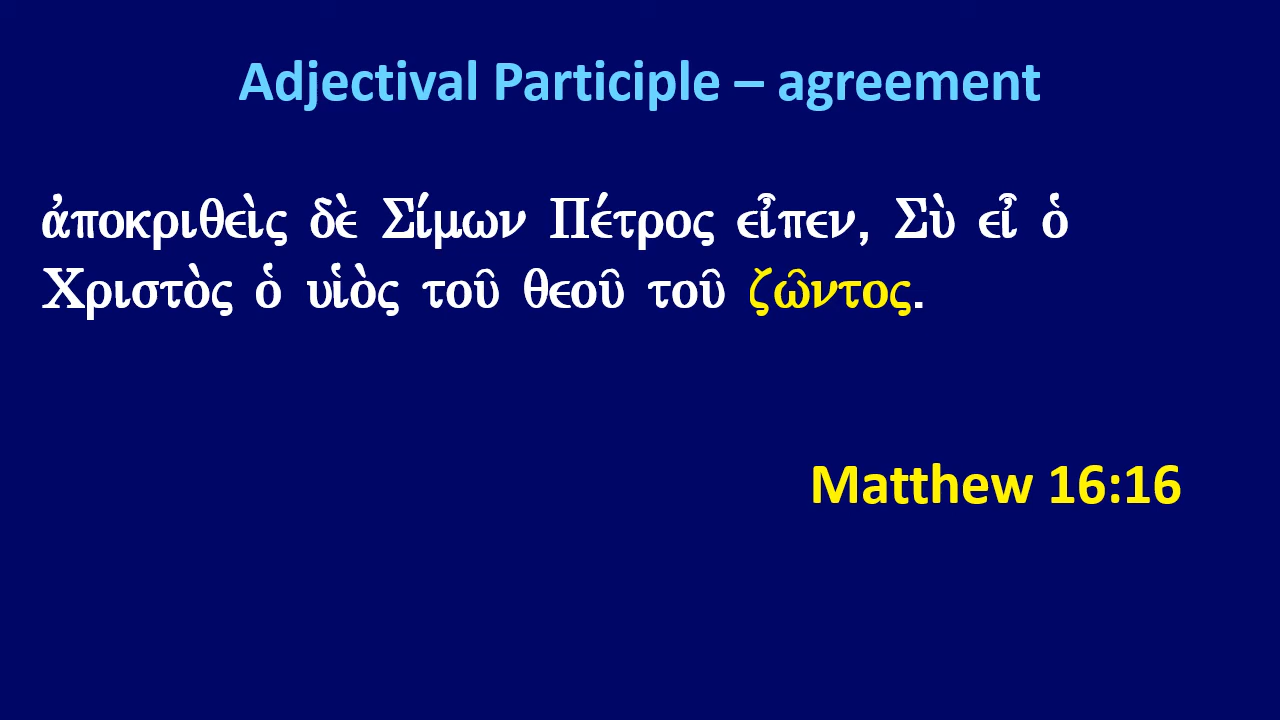 Adjectival Participle – agreement
ἀποκριθεὶς δὲ Σίμων Πέτρος εἶπεν, Σὺ εἶ ὁ
Χριστὸς ὁ υἱὸς τοῦ θεοῦ τοῦ ζῶντος.
Matthew 16:16